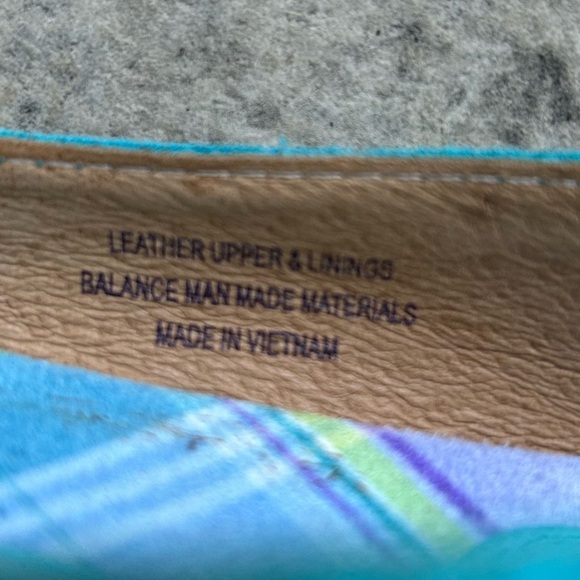 LEATHER UPPER & LININGS
BALANCE MAN MADE MATERIALS
MADE IN VIETNAM